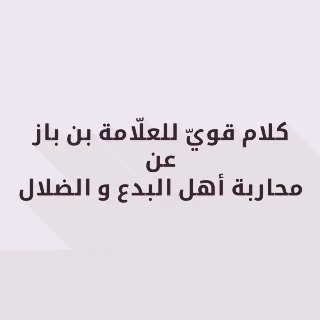 كلام قويّ للعلّامة بن باز
عن
محاربة أهل البدع و الضلال